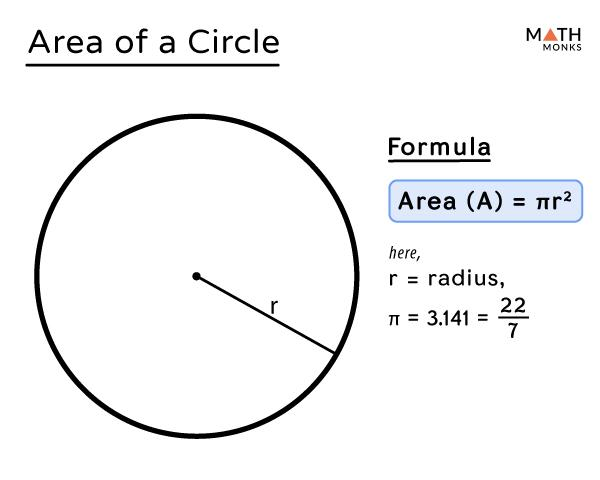 Area of a Circle
MATH
MONKS
Formula
Area (A) = πr²
here,
r = radius,
π = 3.141 = 22/7
r